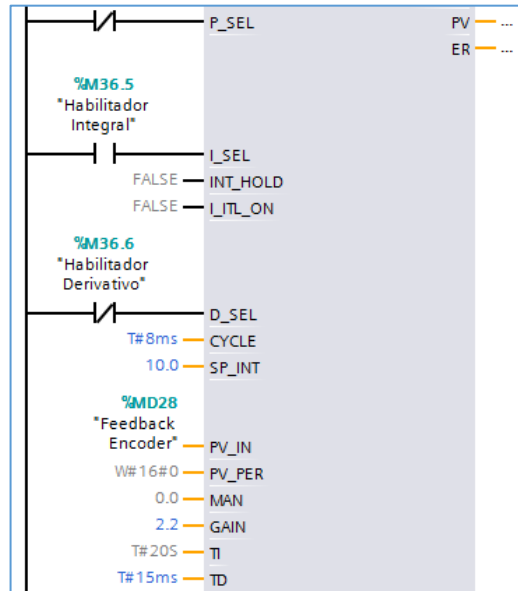 P_SEL PV ...
ER ...
%M36.5
"Habilitador
Integral"
I_SEL
FALSE INT_HOLD
FALSE I_ITL_ON
%M36.6
"Habilitador
Derivativo"
D_SEL
T#8ms CYCLE
10.0 SP_INT
%MD28
"Feedback
Encoder" PV_IN
W#16#0 PV_PER
0.0 MAN
2.2 GAIN
T#20S TI
T#15ms TD